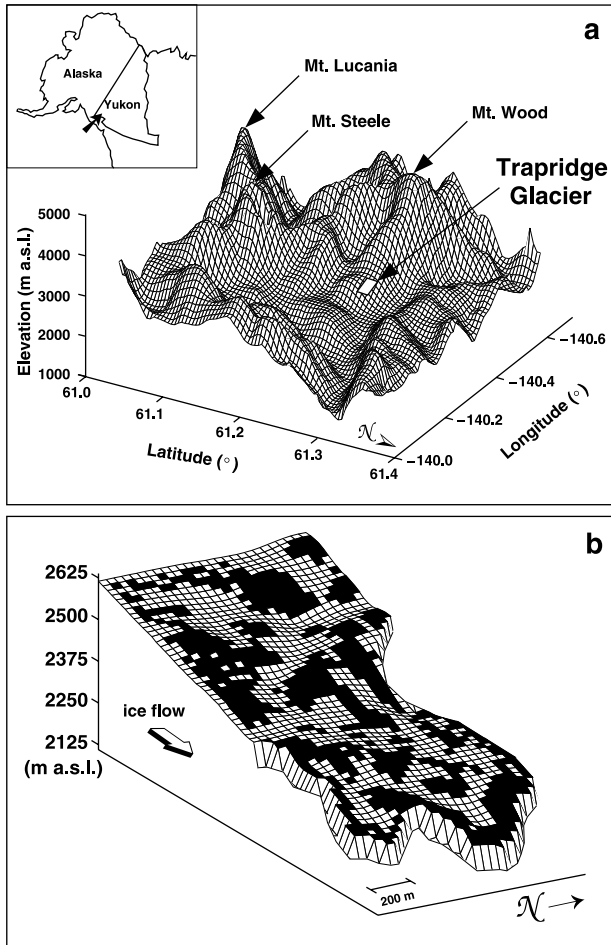 a
Alaska
Yukon
Mt. Lucania
Mt. Steele
Mt. Wood
Trapridge
Glacier
Elevation (m a.s.l.)
5000
4000
3000
2000
1000
61.0
61.1
61.2
61.3
61.4
Latitude (°)
N
−140.0
−140.2
−140.4
−140.6
Longitude (°)
b
2625
2500
2375
2250
2125
(m a.s.l.)
ice flow
200 m
N